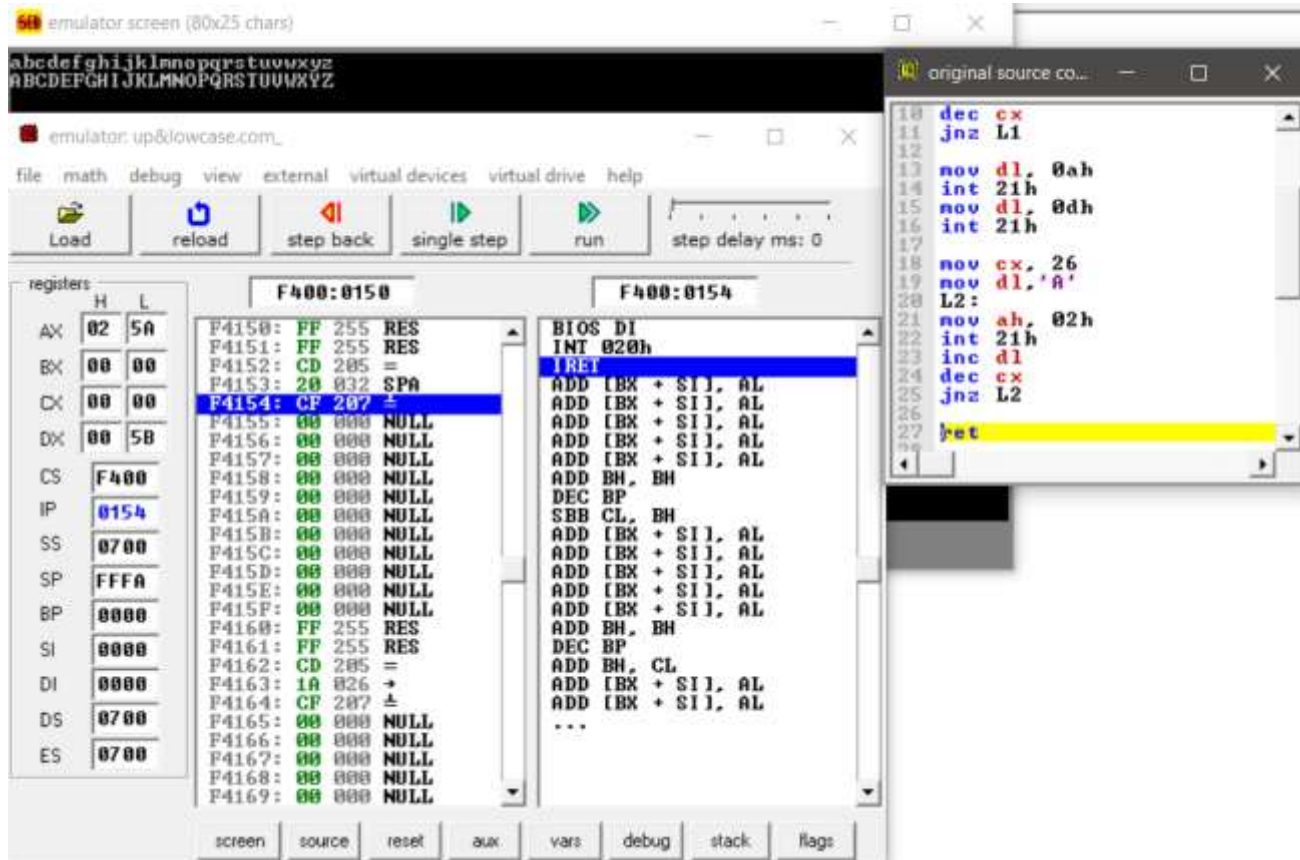 emulator screen (80x25 chars)
abcdefghijklmnopqrstuvwxyz
ABCDEFGHIJKLMNOPQRSTUVWXYZ
emulator: up&lowcase.com_
file math debug view external virtual devices virtual drive help
Load reload step back single step run step delay ms: 0
registers
H L
F400:0150 F400:0154
AX 02 5A
BX 00 00
CX 00 00
DX 00 5B
CS F400
IP 0154
SS 0700
SP FFFA
BP 0000
SI 0000
DI 0000
DS 0700
ES 0700
F4150: FF 255 RES
F4151: FF 255 RES
F4152: CD 205 =
F4153: 20 032 SPA
F4154: CF 207 ╧
F4155: 00 000 NULL
F4156: 00 000 NULL
F4157: 00 000 NULL
F4158: 00 000 NULL
F4159: 00 000 NULL
F415A: 00 000 NULL
F415B: 00 000 NULL
F415C: 00 000 NULL
F415D: 00 000 NULL
F415E: 00 000 NULL
F415F: 00 000 NULL
F4160: FF 255 RES
F4161: FF 255 RES
F4162: CD 205 =
F4163: 1A 026 →
F4164: CF 207 ╧
F4165: 00 000 NULL
F4166: 00 000 NULL
F4167: 00 000 NULL
F4168: 00 000 NULL
F4169: 00 000 NULL
BIOS DI
INT 020h
IRET
ADD [BX + SI], AL
ADD [BX + SI], AL
ADD [BX + SI], AL
ADD [BX + SI], AL
ADD [BX + SI], AL
ADD BH, BH
DEC BP
SBB CL, BH
ADD [BX + SI], AL
ADD [BX + SI], AL
ADD [BX + SI], AL
ADD [BX + SI], AL
ADD [BX + SI], AL
ADD BH, BH
DEC BP
ADD BH, CL
ADD [BX + SI], AL
ADD [BX + SI], AL
...
screen source reset aux vars debug stack flags
original source co...
10 dec cx
11 jnz L1
12
13 mov dl, 0ah
14 int 21h
15 mov dl, 0dh
16 int 21h
17
18 mov cx, 26
19 mov dl,'A'
20 L2:
21 mov ah, 02h
22 int 21h
23 inc dl
24 dec cx
25 jnz L2
26
27 ret